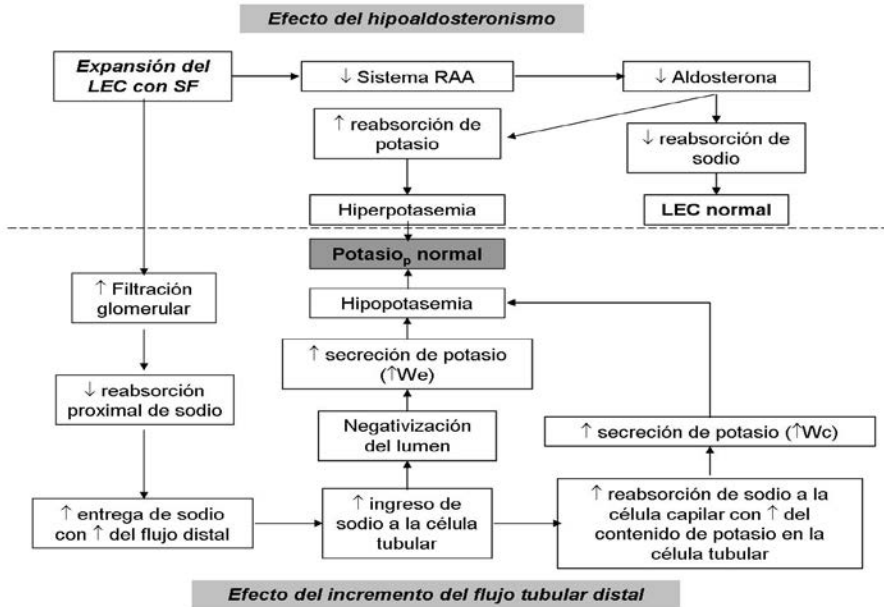 Efecto del hipoaldosteronismo
Expansión del
LEC con SF
↓ Sistema RAA
↓ Aldosterona
↑ reabsorción de
potasio
↓ reabsorción de
sodio
Hiperpotasemia
LEC normal
Potasiop normal
↑ Filtración
glomerular
Hipopotasemia
↑ secreción de potasio
(↑We)
↓ reabsorción
proximal de sodio
Negativización
del lumen
↑ secreción de potasio (↑Wc)
↑ entrega de sodio
con ↑ del flujo distal
↑ ingreso de
sodio a la célula
tubular
↑ reabsorción de sodio a la
célula capilar con ↑ del
contenido de potasio en la
célula tubular
Efecto del incremento del flujo tubular distal